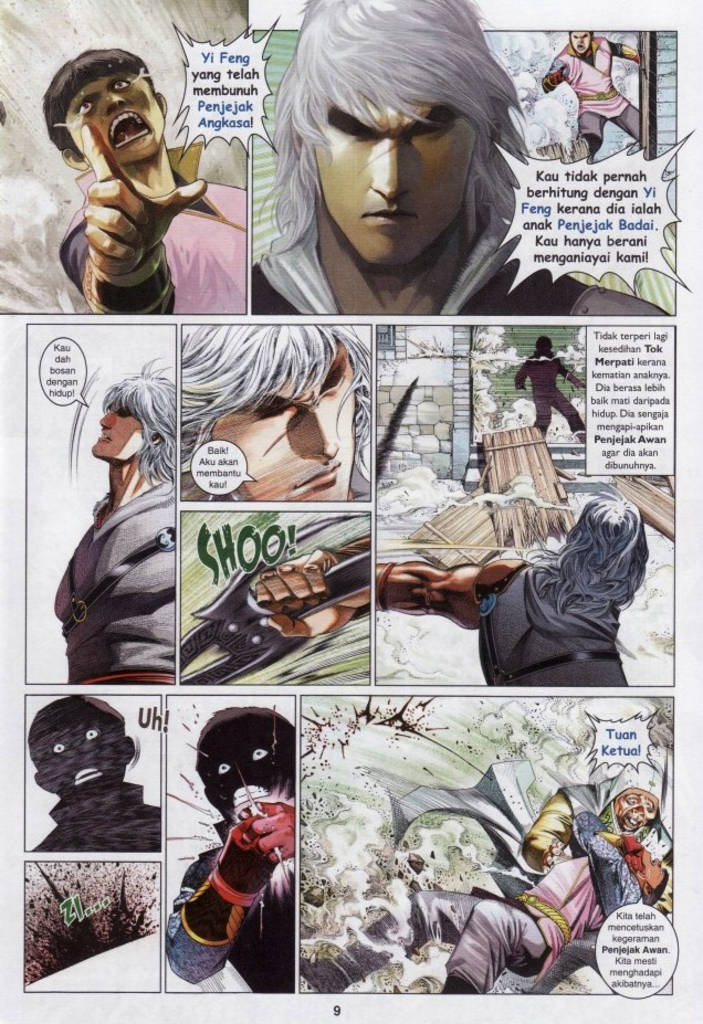 Yi Feng
yang telah
membunuh
Penjejak
Angkasa!
Kau tidak pernah
berhitung dengan Yi
Feng kerana dia ialah
anak Penjejak Badai.
Kau hanya berani
menganiayai kami!
Kau
dah
bosan
dengan
hidup!
Baik!
Aku akan
membantu
kau!
SHOO!
Tidak terperi lagi
kesedihan Tok
Merpati kerana
kematian anaknya.
Dia berasa lebih
baik mati daripada
hidup. Dia sengaja
mengapi-apikan
Penjejak Awan
agar dia akan
dibunuhnya.
Uh!
ZI...
Tuan
Ketua!
Kita telah
mencetuskan
kegeraman
Penjejak Awan.
Kita mesti
menghadapi
akibatnya...
9